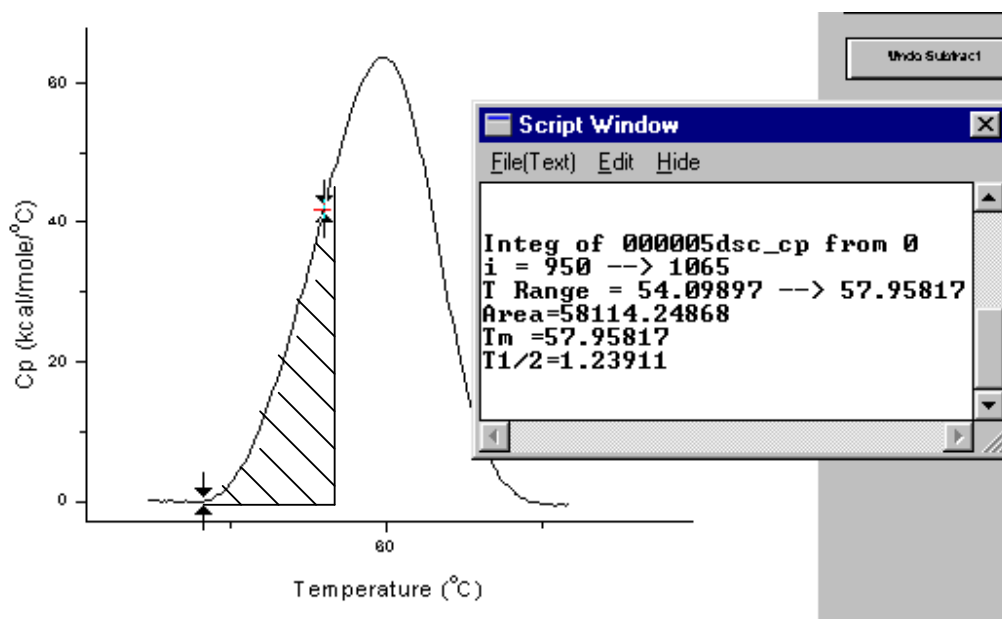 Undo Subtract
Script Window
File(Text) Edit Hide
Integ of 000005dsc_cp from 0
i = 950 --> 1065
T Range = 54.09897 --> 57.95817
Area=58114.24868
Tm =57.95817
T1/2=1.23911
Cp (kcal/mole/°C)
60
40
20
0
60
Temperature (°C)